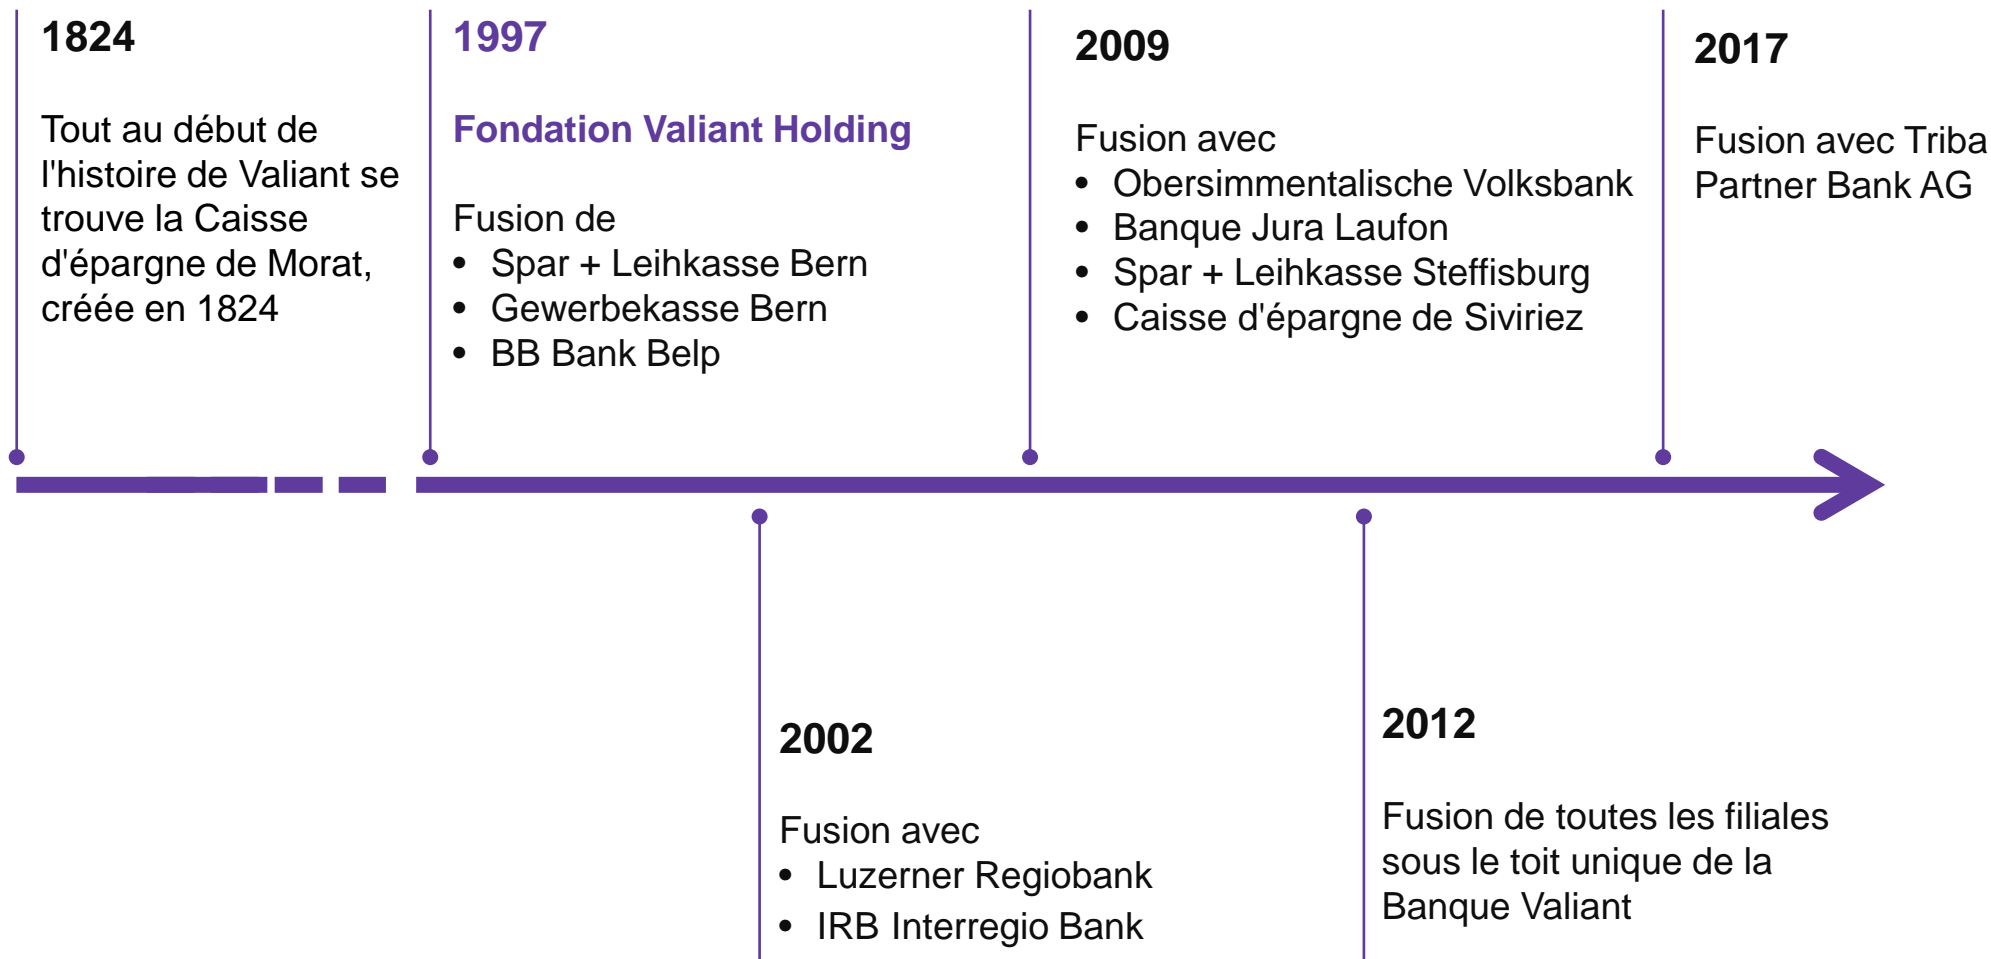 1824
Tout au début de
l'histoire de Valiant se
trouve la Caisse
d'épargne de Morat,
créée en 1824
1997
Fondation Valiant Holding
Fusion de
• Spar + Leihkasse Bern
• Gewerbekasse Bern
• BB Bank Belp
2009
Fusion avec
• Obersimmentalische Volksbank
• Banque Jura Laufon
• Spar + Leihkasse Steffisburg
• Caisse d'épargne de Siviriez
2017
Fusion avec Triba
Partner Bank AG
2002
Fusion avec
• Luzerner Regiobank
• IRB Interregio Bank
2012
Fusion de toutes les filiales
sous le toit unique de la
Banque Valiant